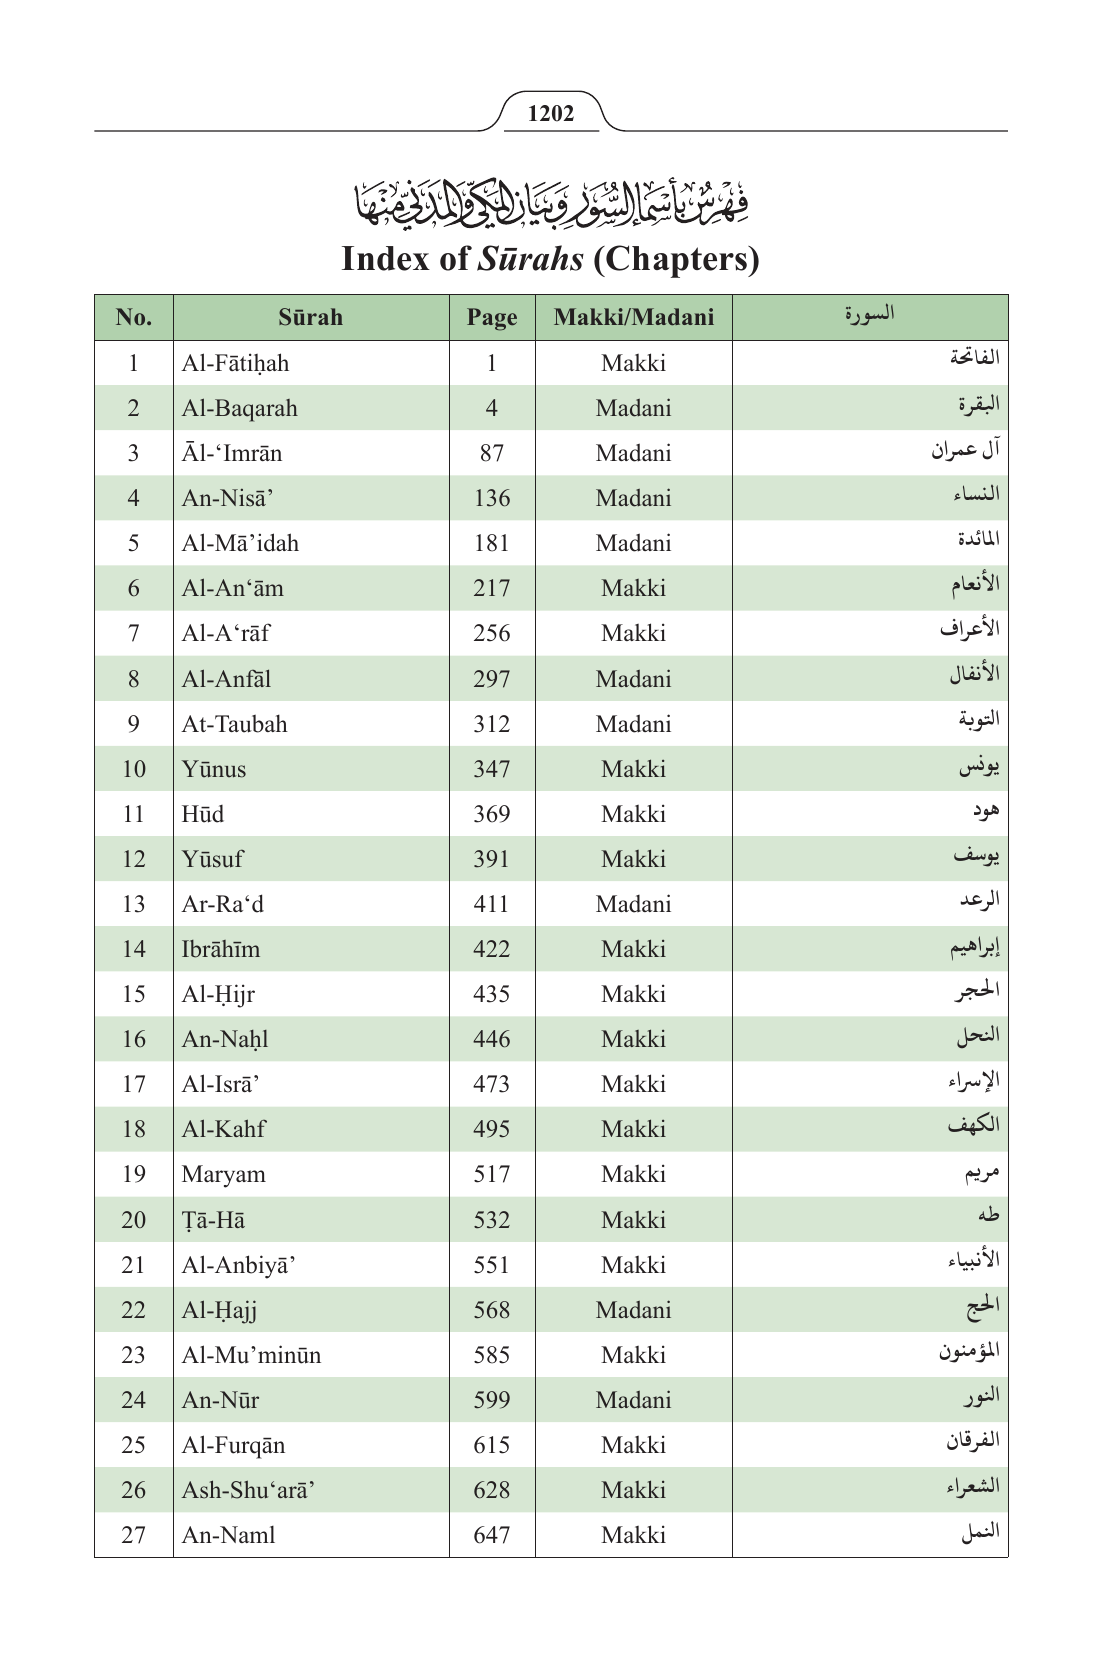 1202
فِهْرِسٌ بِأَسْمَاءِ السُّوَرِ وَبَيَانِ الْمَكِّيِّ وَالْمَدَنِيِّ مِنْهَا
Index of Sūrahs (Chapters)
No. Sūrah Page Makki/Madani السورة
1 Al-Fātiḥah 1 Makki الفاتحة
2 Al-Baqarah 4 Madani البقرة
3 Āl-‘Imrān 87 Madani آل عمران
4 An-Nisā’ 136 Madani النساء
5 Al-Mā’idah 181 Madani المائدة
6 Al-An‘ām 217 Makki الأنعام
7 Al-A‘rāf 256 Makki الأعراف
8 Al-Anfāl 297 Madani الأنفال
9 At-Taubah 312 Madani التوبة
10 Yūnus 347 Makki يونس
11 Hūd 369 Makki هود
12 Yūsuf 391 Makki يوسف
13 Ar-Ra‘d 411 Madani الرعد
14 Ibrāhīm 422 Makki إبراهيم
15 Al-Ḥijr 435 Makki الحجر
16 An-Naḥl 446 Makki النحل
17 Al-Isrā’ 473 Makki الإسراء
18 Al-Kahf 495 Makki الكهف
19 Maryam 517 Makki مريم
20 Ṭā-Hā 532 Makki طه
21 Al-Anbiyā’ 551 Makki الأنبياء
22 Al-Ḥajj 568 Madani الحج
23 Al-Mu’minūn 585 Makki المؤمنون
24 An-Nūr 599 Madani النور
25 Al-Furqān 615 Makki الفرقان
26 Ash-Shu‘arā’ 628 Makki الشعراء
27 An-Naml 647 Makki النمل